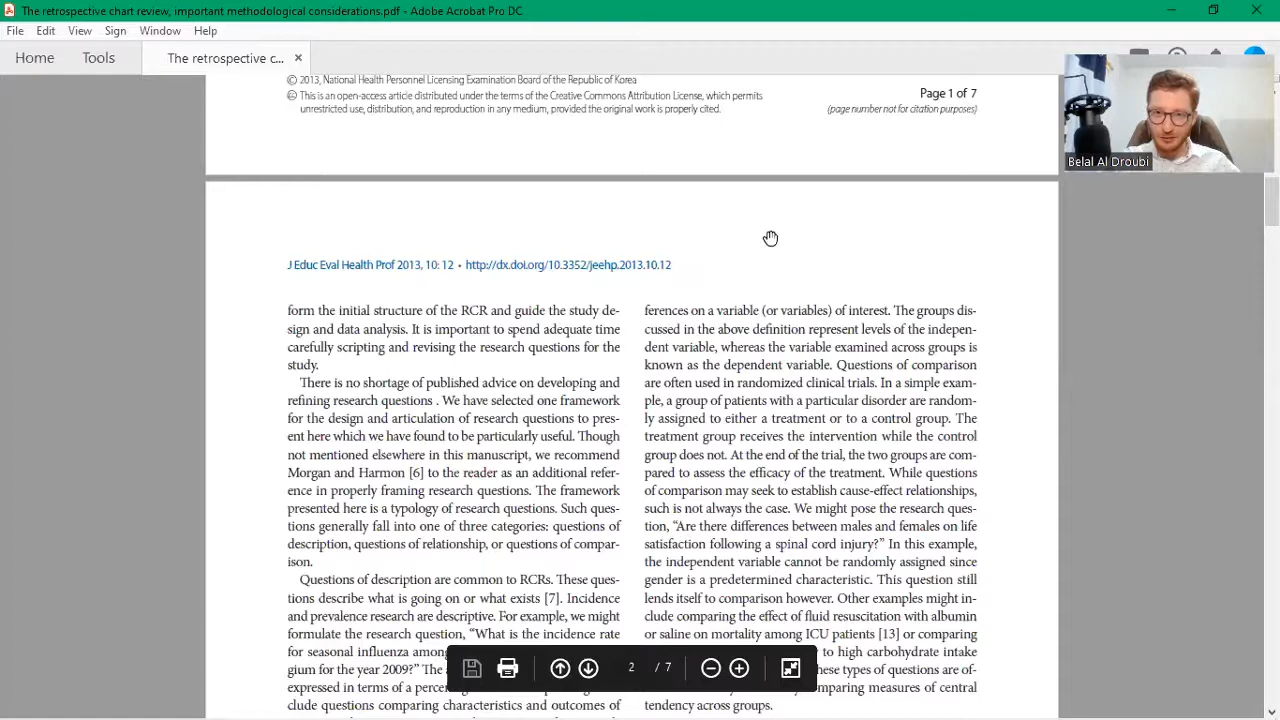 The retrospective chart review, important methodological considerations.pdf - Adobe Acrobat Pro DC
File Edit View Sign Window Help
Home Tools The retrospective c... ×
© 2013, National Health Personnel Licensing Examination Board of the Republic of Korea
This is an open-access article distributed under the terms of the Creative Commons Attribution License, which permits
unrestricted use, distribution, and reproduction in any medium, provided the original work is properly cited.
Page 1 of 7
(page number not for citation purposes)
Belal Al Droubi
J Educ Eval Health Prof 2013, 10: 12 • http://dx.doi.org/10.3352/jeehp.2013.10.12
form the initial structure of the RCR and guide the study de-
sign and data analysis. It is important to spend adequate time
carefully scripting and revising the research questions for the
study.
There is no shortage of published advice on developing and
refining research questions . We have selected one framework
for the design and articulation of research questions to pres-
ent here which we have found to be particularly useful. Though
not mentioned elsewhere in this manuscript, we recommend
Morgan and Harmon [6] to the reader as an additional refer-
ence in properly framing research questions. The framework
presented here is a typology of research questions. Such ques-
tions generally fall into one of three categories: questions of
description, questions of relationship, or questions of compar-
ison.
Questions of description are common to RCRs. These ques-
tions describe what is going on or what exists [7]. Incidence
and prevalence research are descriptive. For example, we might
formulate the research question, “What is the incidence rate
for seasonal influenza among
gium for the year 2009?” The
expressed in terms of a
clude questions comparing characteristics and outcomes of
ferences on a variable (or variables) of interest. The groups dis-
cussed in the above definition represent levels of the indepen-
dent variable, whereas the variable examined across groups is
known as the dependent variable. Questions of comparison
are often used in randomized clinical trials. In a simple exam-
ple, a group of patients with a particular disorder are random-
ly assigned to either a treatment or to a control group. The
treatment group receives the intervention while the control
group does not. At the end of the trial, the two groups are com-
pared to assess the efficacy of the treatment. While questions
of comparison may seek to establish cause-effect relationships,
such is not always the case. We might pose the research ques-
tion, “Are there differences between males and females on life
satisfaction following a spinal cord injury?” In this example,
the independent variable cannot be randomly assigned since
gender is a predetermined characteristic. This question still
lends itself to comparison however. Other examples might in-
clude comparing the effect of fluid resuscitation with albumin
or saline on mortality among ICU patients [13] or comparing
to high carbohydrate intake
these types of questions are of-
comparing measures of central
tendency across groups.
2 / 7